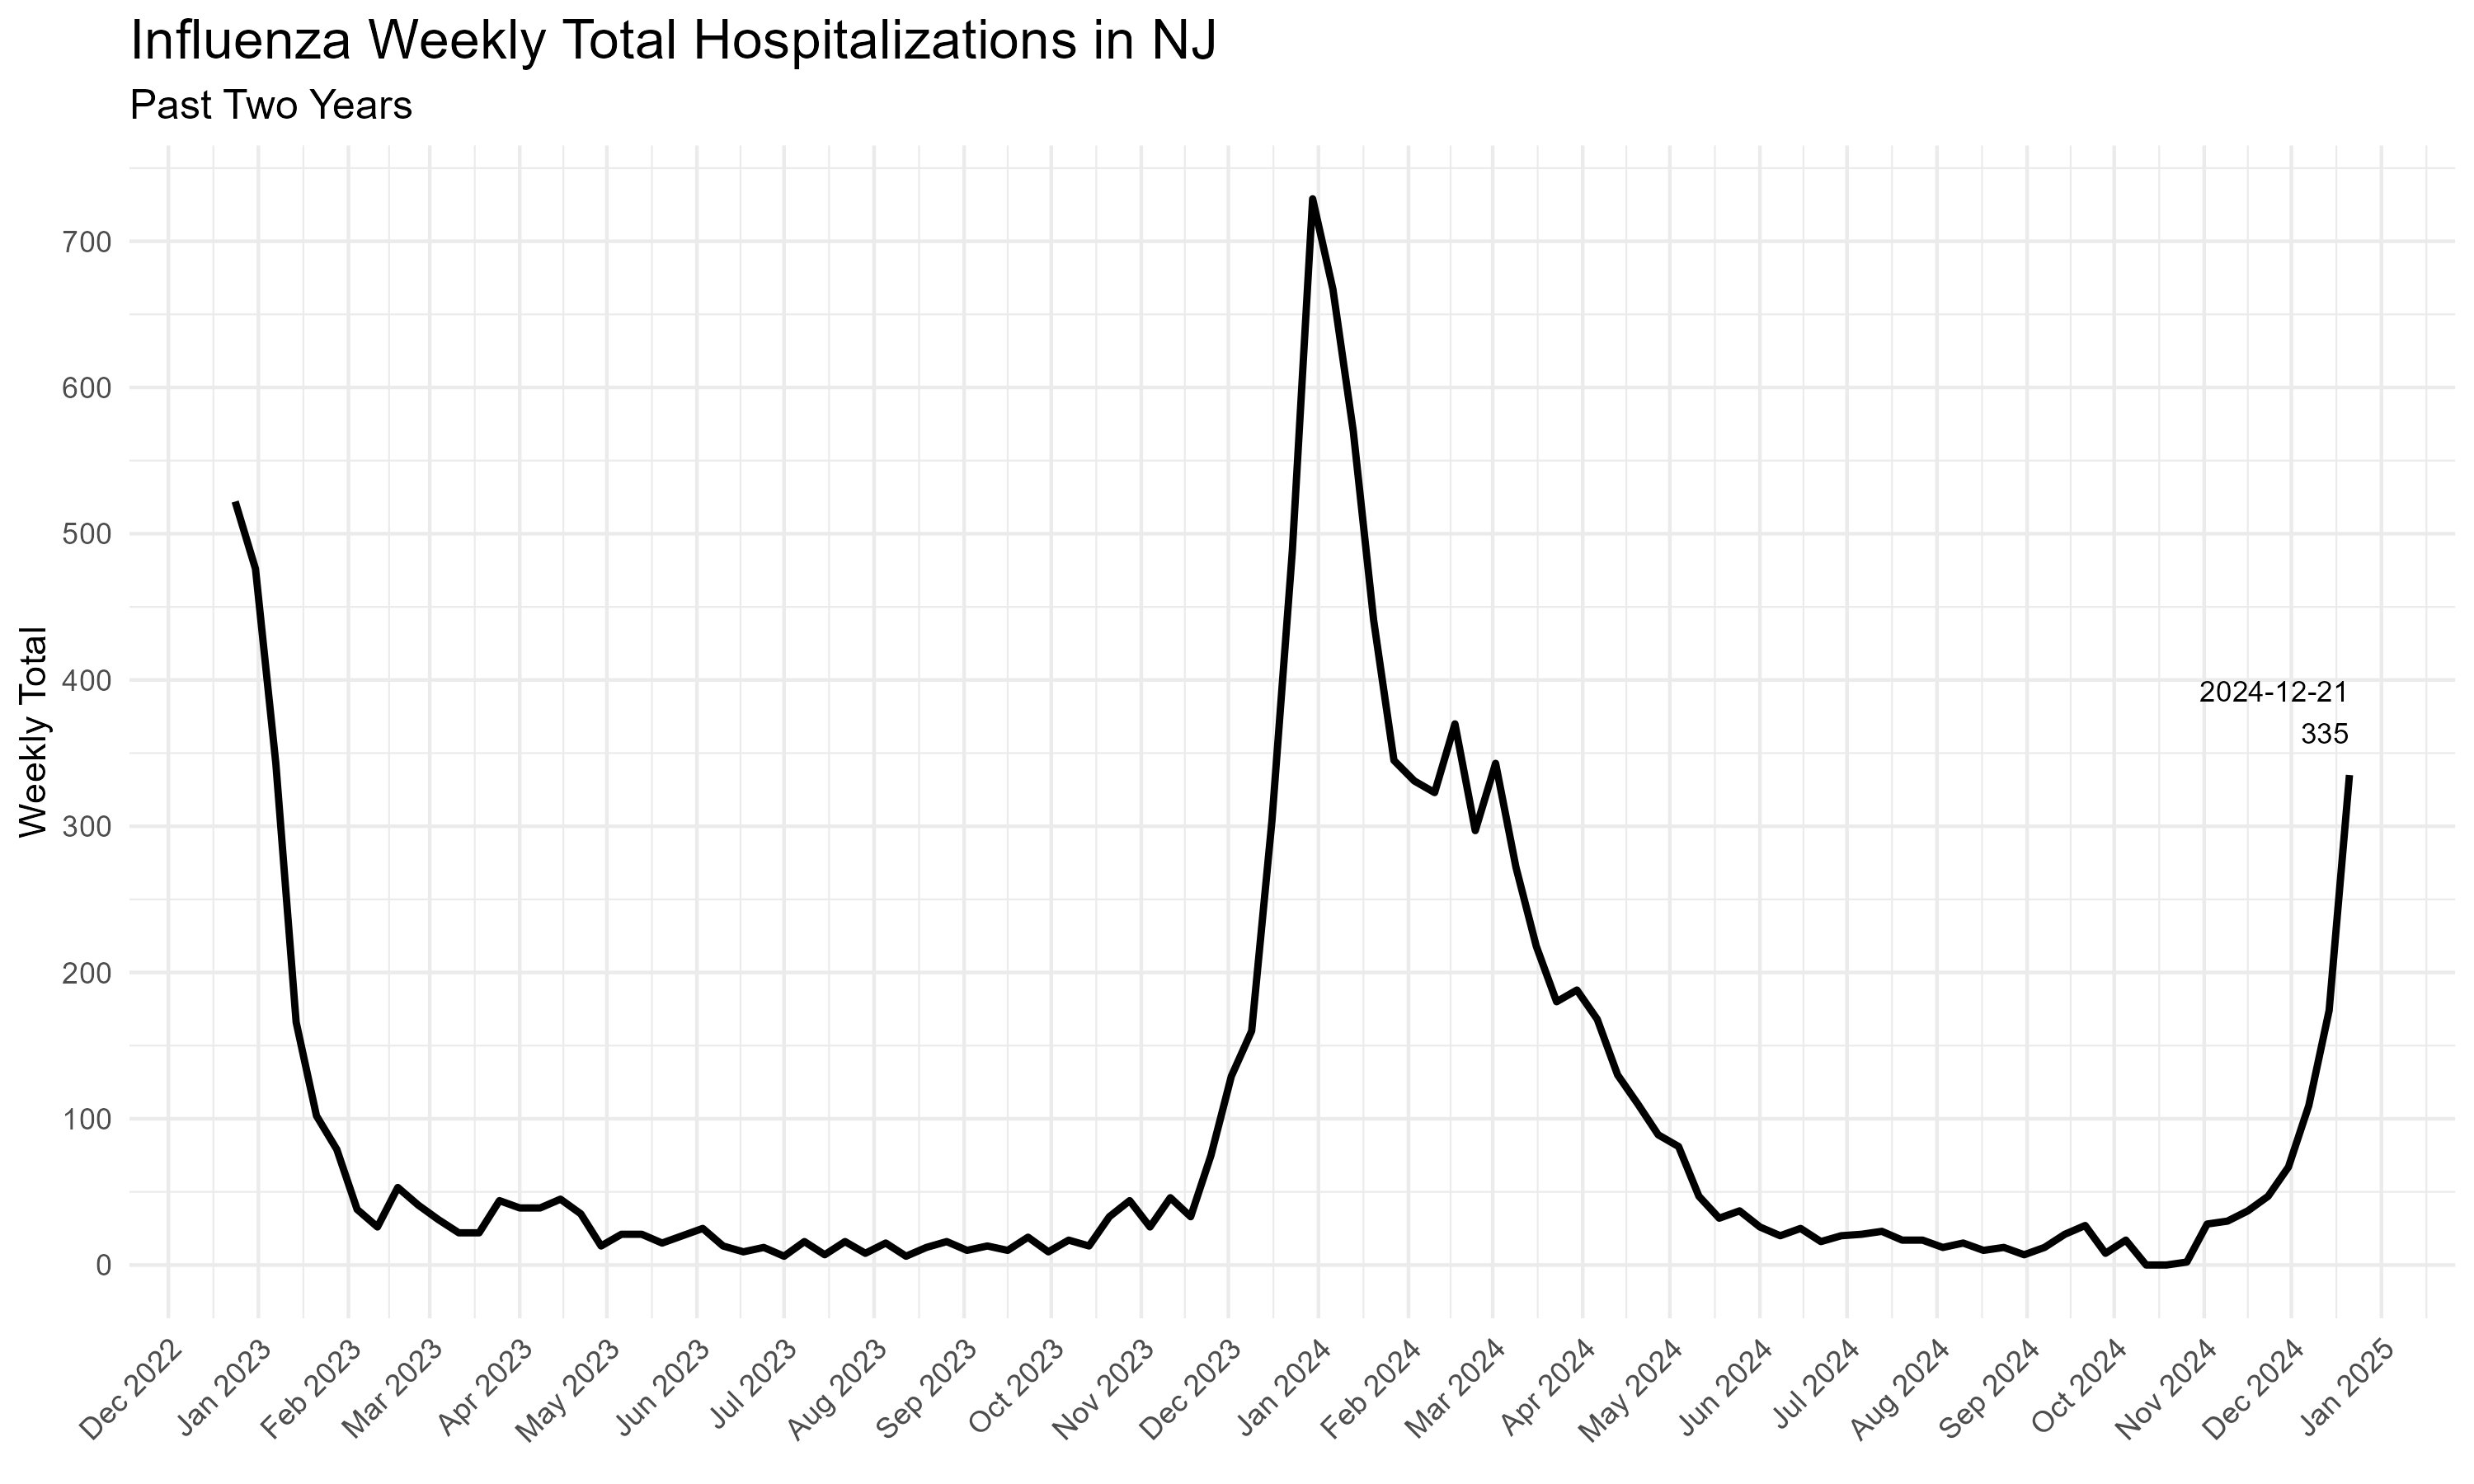 Influenza Weekly Total Hospitalizations in NJ
Past Two Years
Weekly Total
700
600
500
400
300
200
100
0
2024-12-21
335
Dec 2022
Jan 2023
Feb 2023
Mar 2023
Apr 2023
May 2023
Jun 2023
Jul 2023
Aug 2023
Sep 2023
Oct 2023
Nov 2023
Dec 2023
Jan 2024
Feb 2024
Mar 2024
Apr 2024
May 2024
Jun 2024
Jul 2024
Aug 2024
Sep 2024
Oct 2024
Nov 2024
Dec 2024
Jan 2025